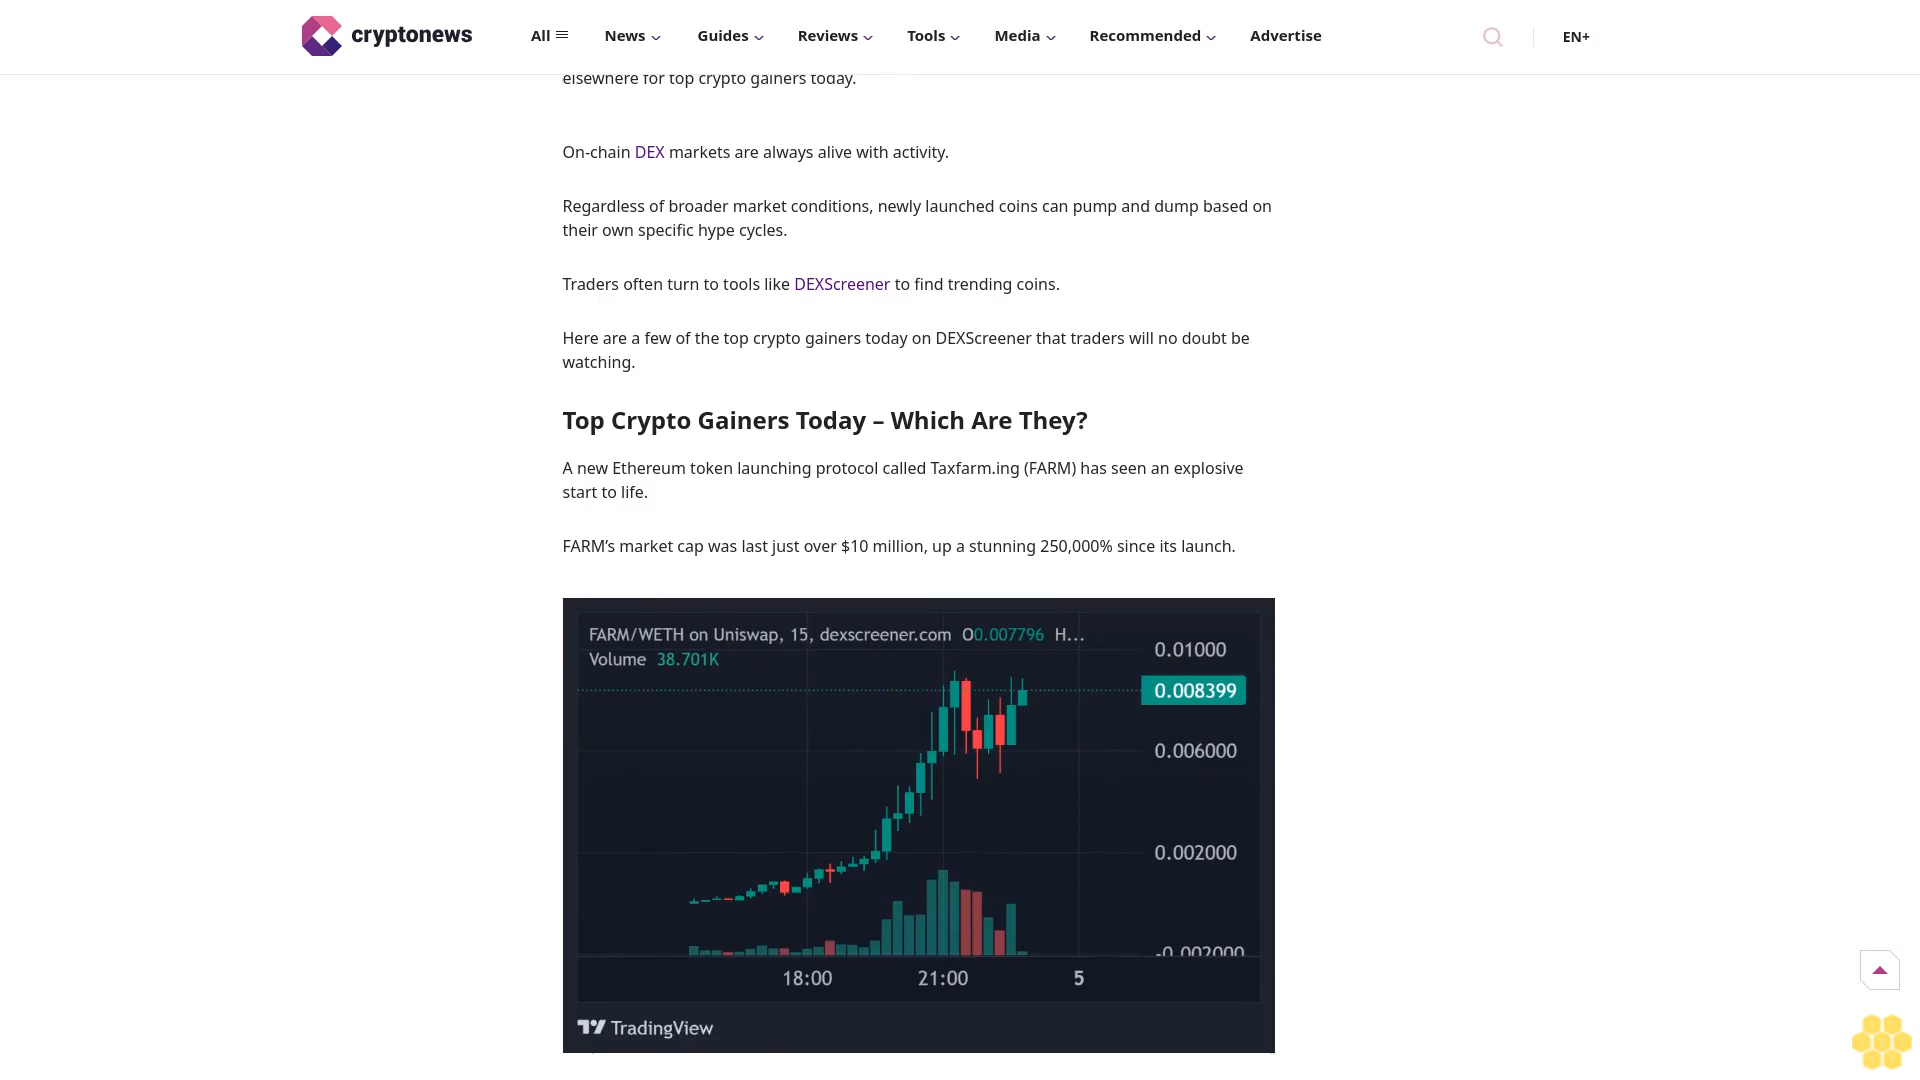 cryptonews All News Guides Reviews Tools Media Recommended Advertise EN+
elsewhere for top crypto gainers today.
On-chain DEX markets are always alive with activity.
Regardless of broader market conditions, newly launched coins can pump and dump based on
their own specific hype cycles.
Traders often turn to tools like DEXScreener to find trending coins.
Here are a few of the top crypto gainers today on DEXScreener that traders will no doubt be
watching.
Top Crypto Gainers Today – Which Are They?
A new Ethereum token launching protocol called Taxfarm.ing (FARM) has seen an explosive
start to life.
FARM’s market cap was last just over $10 million, up a stunning 250,000% since its launch.
FARM/WETH on Uniswap, 15, dexscreener.com O0.007796 H...
Volume 38.701K
0.01000
0.008399
0.006000
0.002000
-0.002000
18:00 21:00 5
TradingView